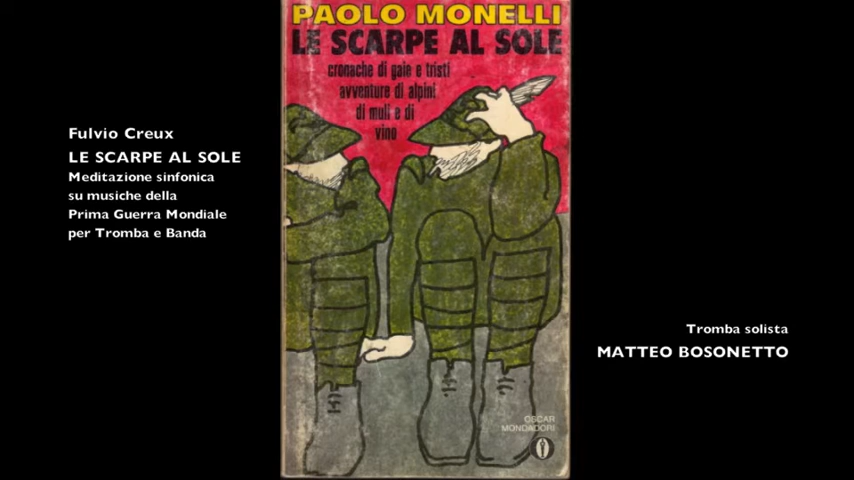 PAOLO MONELLI
LE SCARPE AL SOLE
cronache di gaie e tristi
avventure di alpini
di muli e di
vino
Fulvio Creux
LE SCARPE AL SOLE
Meditazione sinfonica
su musiche della
Prima Guerra Mondiale
per Tromba e Banda
Tromba solista
MATTEO BOSONETTO
OSCAR
MONDADORI